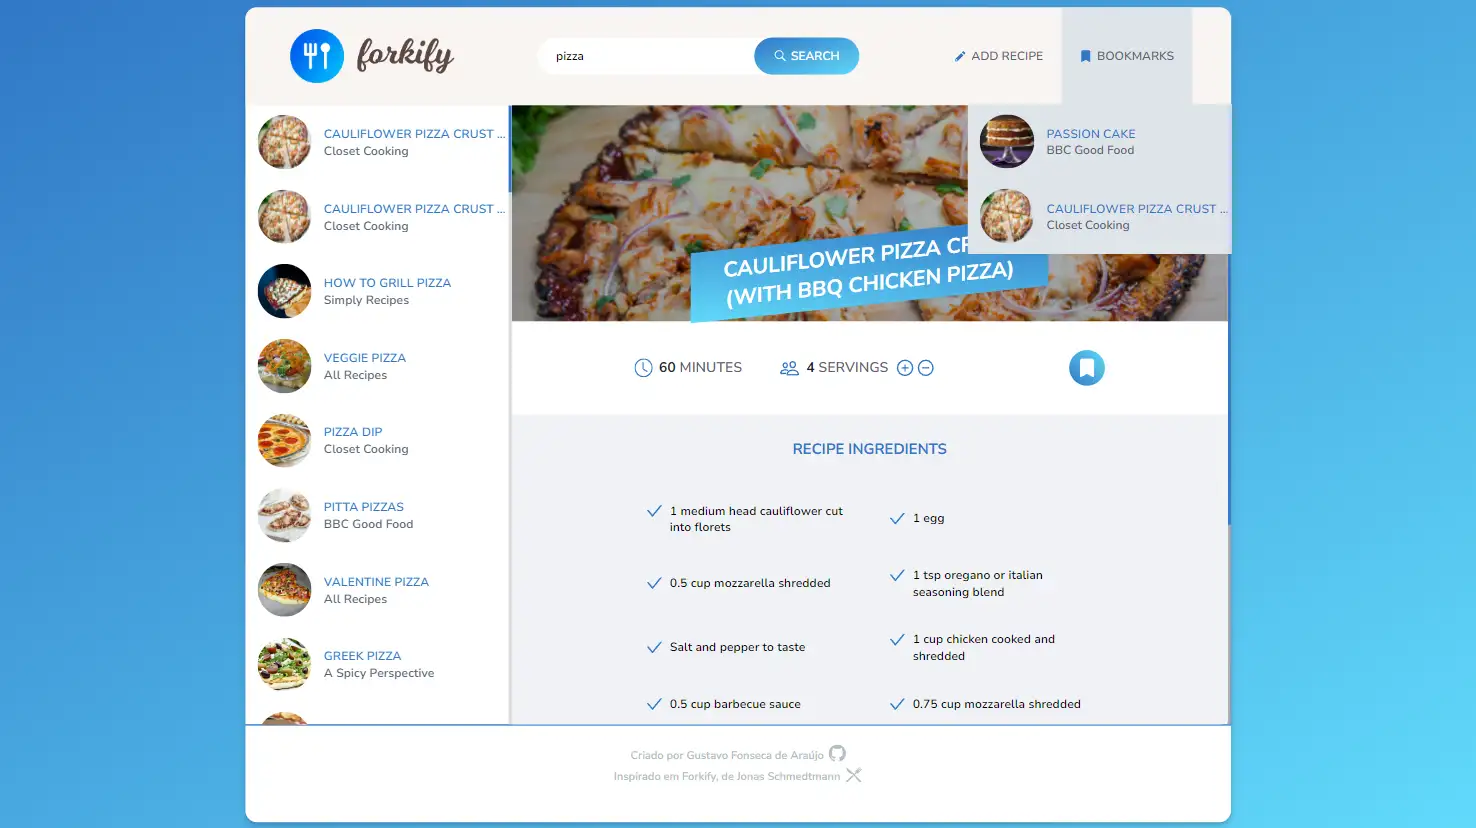 forkify
pizza
SEARCH
ADD RECIPE
BOOKMARKS
CAULIFLOWER PIZZA CRUST ...
Closet Cooking
CAULIFLOWER PIZZA CRUST ...
Closet Cooking
HOW TO GRILL PIZZA
Simply Recipes
VEGGIE PIZZA
All Recipes
PIZZA DIP
Closet Cooking
PITTA PIZZAS
BBC Good Food
VALENTINE PIZZA
All Recipes
GREEK PIZZA
A Spicy Perspective
PASSION CAKE
BBC Good Food
CAULIFLOWER PIZZA CRUST ...
Closet Cooking
CAULIFLOWER PIZZA CR
(WITH BBQ CHICKEN PIZZA)
60 MINUTES
4 SERVINGS
RECIPE INGREDIENTS
1 medium head cauliflower cut
into florets
1 egg
0.5 cup mozzarella shredded
1 tsp oregano or italian
seasoning blend
Salt and pepper to taste
1 cup chicken cooked and
shredded
0.5 cup barbecue sauce
0.75 cup mozzarella shredded
Criado por Gustavo Fonseca de Araújo
Inspirado em Forkify, de Jonas Schmedtmann